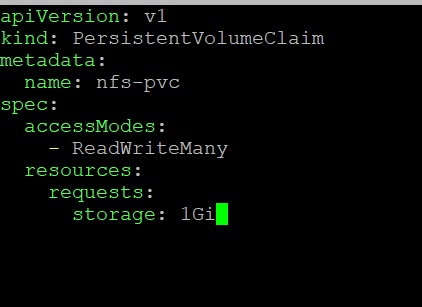 apiVersion: v1
kind: PersistentVolumeClaim
metadata:
  name: nfs-pvc
spec:
  accessModes:
    - ReadWriteMany
  resources:
    requests:
      storage: 1Gi